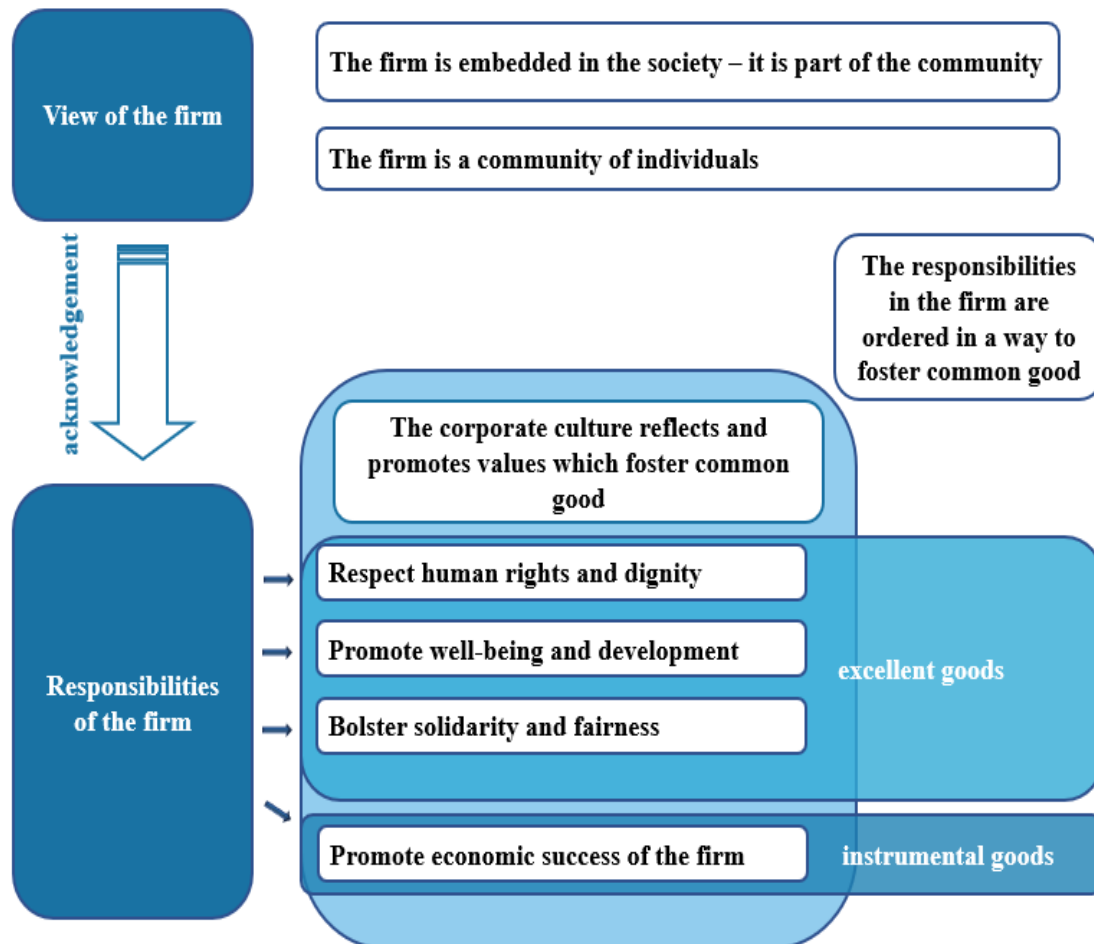 View of the firm
The firm is embedded in the society – it is part of the community
The firm is a community of individuals
acknowledgement
The responsibilities
in the firm are
ordered in a way to
foster common good
The corporate culture reflects and
promotes values which foster common
good
Responsibilities
of the firm
Respect human rights and dignity
Promote well-being and development
Bolster solidarity and fairness
excellent goods
Promote economic success of the firm
instrumental goods